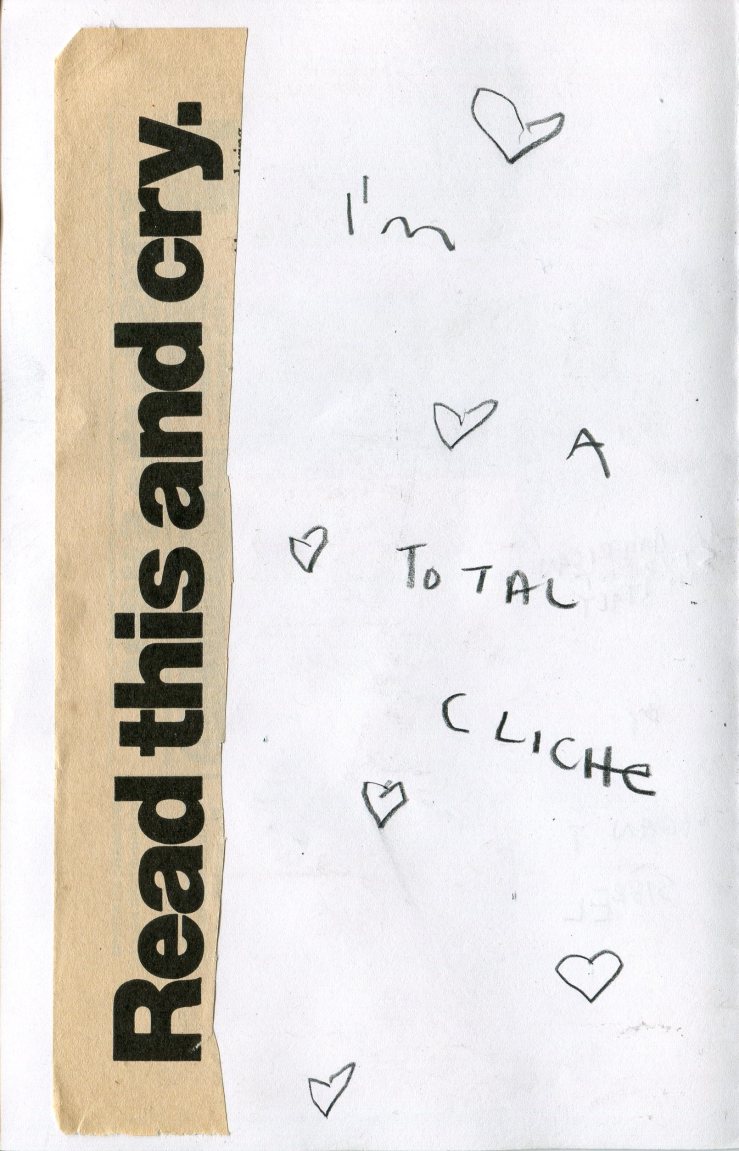 Read this and cry.
I'm
A
TOTAL
CLICHE